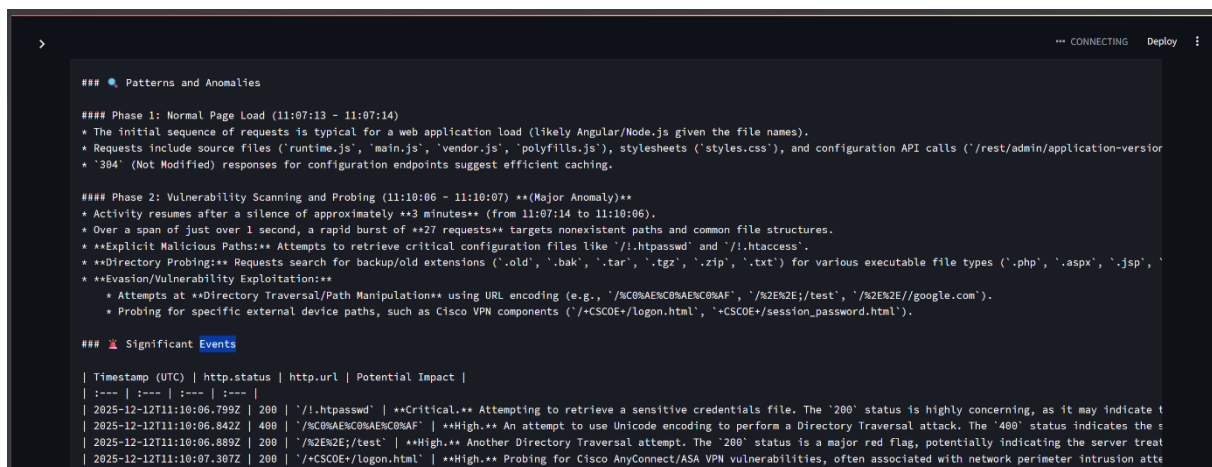 CONNECTING Deploy
### 🔍 Patterns and Anomalies
#### Phase 1: Normal Page Load (11:07:13 - 11:07:14)
* The initial sequence of requests is typical for a web application load (likely Angular/Node.js given the file names).
* Requests include source files (`runtime.js`, `main.js`, `vendor.js`, `polyfills.js`), stylesheets (`styles.css`), and configuration API calls (`/rest/admin/application-version
* `304` (Not Modified) responses for configuration endpoints suggest efficient caching.
#### Phase 2: Vulnerability Scanning and Probing (11:10:06 - 11:10:07) **(Major Anomaly)**
* Activity resumes after a silence of approximately **3 minutes** (from 11:07:14 to 11:10:06).
* Over a span of just over 1 second, a rapid burst of **27 requests** targets nonexistent paths and common file structures.
* **Explicit Malicious Paths:** Attempts to retrieve critical configuration files like `/!.htpasswd` and `/!.htaccess`.
* **Directory Probing:** Requests search for backup/old extensions (`.old`, `.bak`, `.tar`, `.tgz`, `.zip`, `.txt`) for various executable file types (`.php`, `.aspx`, `.jsp`, `
* **Evasion/Vulnerability Exploitation:**
* Attempts at **Directory Traversal/Path Manipulation** using URL encoding (e.g., `/%C0%AE%C0%AE%C0%AF`, `/%2E%2E;/test`, `/%2E%2E//google.com`).
* Probing for specific external device paths, such as Cisco VPN components (`/+CSCOE+/logon.html`, `+CSCOE+/session_password.html`).
### 🚨 Significant Events
| Timestamp (UTC) | http.status | http.url | Potential Impact |
| :--- | :--- | :--- | :--- |
| 2025-12-12T11:10:06.799Z | 200 | `/!.htpasswd` | **Critical.** Attempting to retrieve a sensitive credentials file. The `200` status is highly concerning, as it may indicate t
| 2025-12-12T11:10:06.842Z | 400 | `/%C0%AE%C0%AE%C0%AF` | **High.** An attempt to use Unicode encoding to perform a Directory Traversal attack. The `400` status indicates the s
| 2025-12-12T11:10:06.889Z | 200 | `/%2E%2E;/test` | **High.** Another Directory Traversal attempt. The `200` status is a major red flag, potentially indicating the server treat
| 2025-12-12T11:10:07.307Z | 200 | `/+CSCOE+/logon.html` | **High.** Probing for Cisco AnyConnect/ASA VPN vulnerabilities, often associated with network perimeter intrusion atte